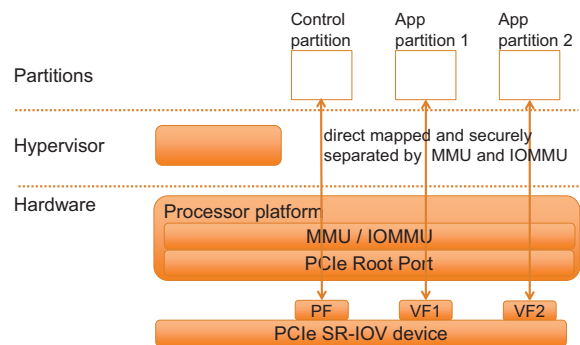 Control
partition
App
partition 1
App
partition 2
Partitions
Hypervisor
direct mapped and securely
separated by MMU and IOMMU
Hardware
Processor platform
MMU / IOMMU
PCIe Root Port
PF
VF1
VF2
PCIe SR-IOV device